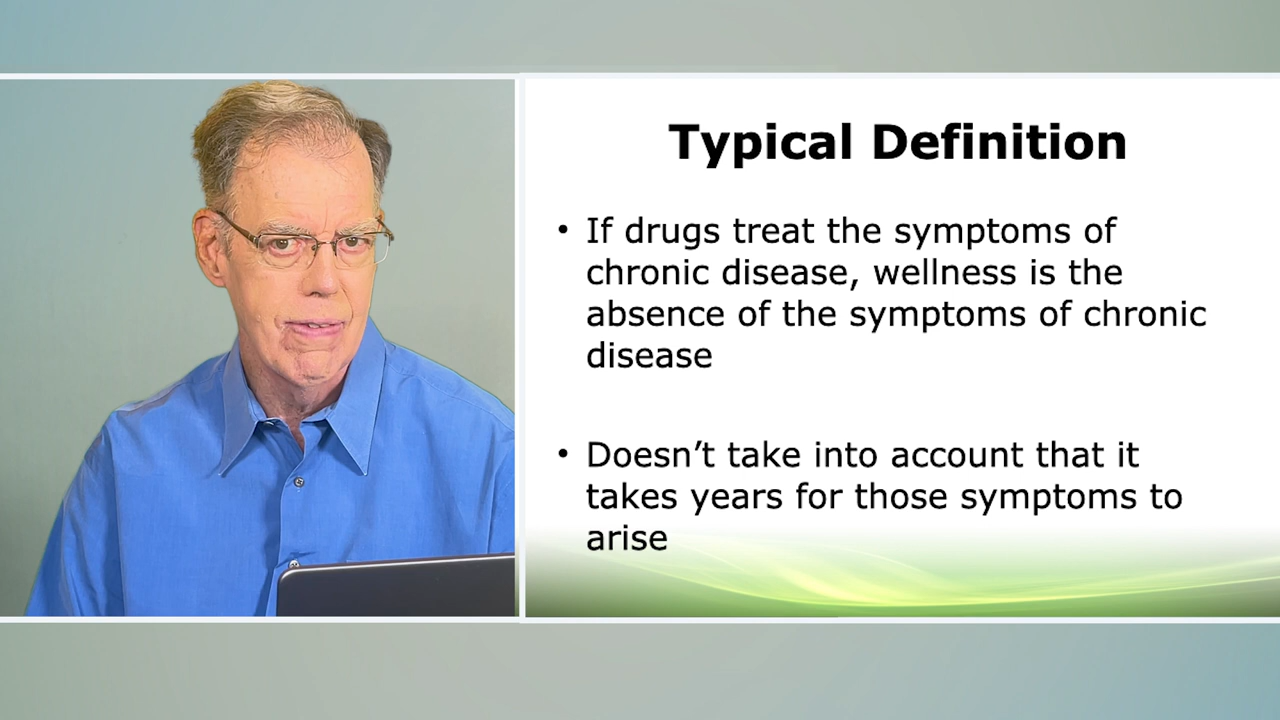 Typical Definition
• If drugs treat the symptoms of
chronic disease, wellness is the
absence of the symptoms of chronic
disease
• Doesn’t take into account that it
takes years for those symptoms to
arise